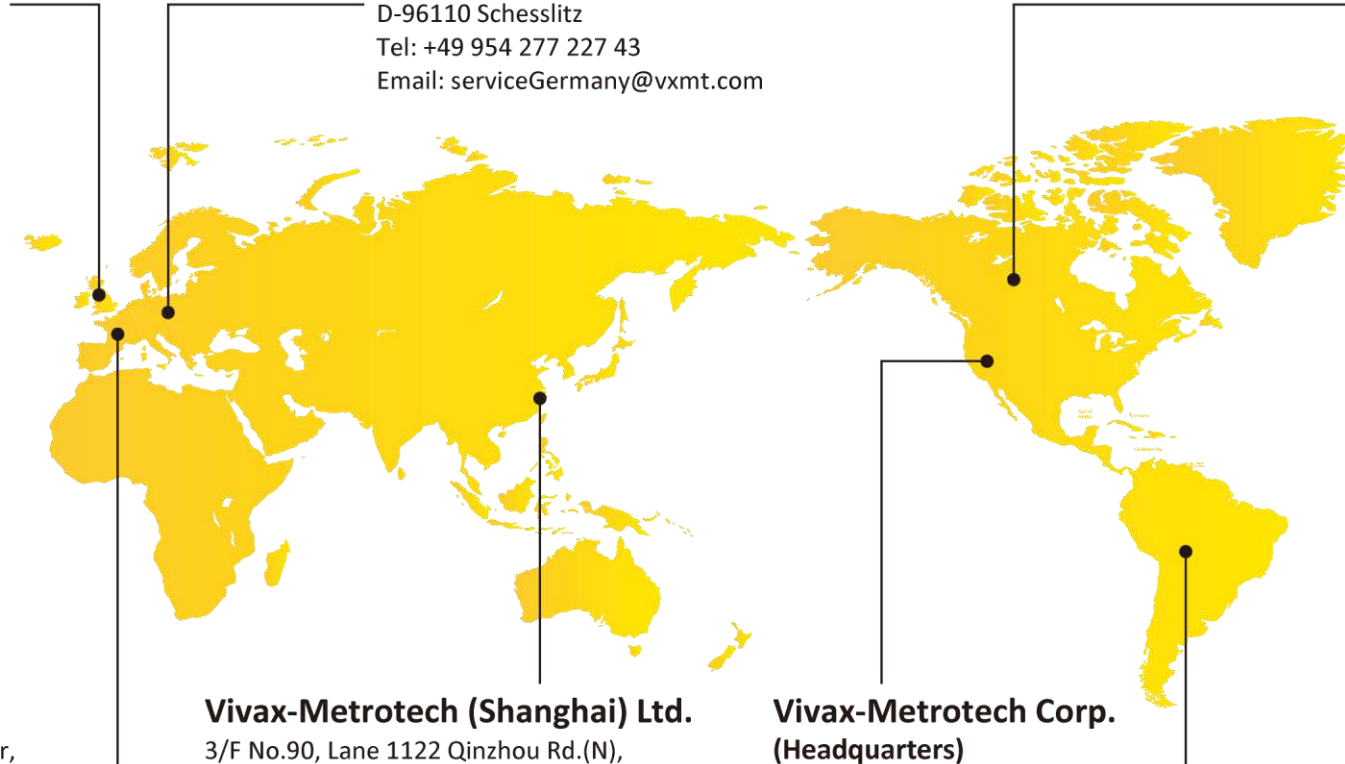 D-96110 Schesslitz
Tel: +49 954 277 227 43
Email: serviceGermany@vxmt.com
Vivax-Metrotech (Shanghai) Ltd.
3/F No.90, Lane 1122 Qinzhou Rd.(N),
Vivax-Metrotech Corp.
(Headquarters)
r,